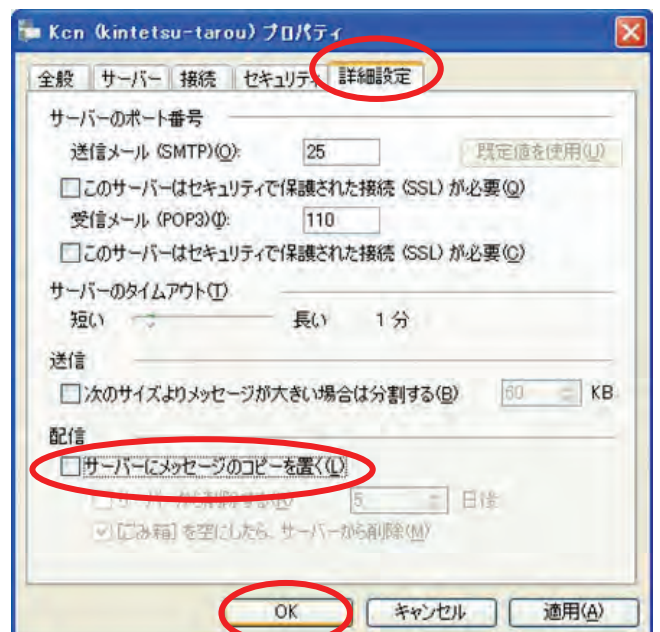 Kcn (kintetsu-tarou) プロパティ
全般 サーバー 接続 セキュリティ 詳細設定
サーバーのポート番号
送信メール (SMTP)(O): 25 既定値を使用(U)
このサーバーはセキュリティで保護された接続 (SSL) が必要(Q)
受信メール (POP3)(I): 110
このサーバーはセキュリティで保護された接続 (SSL) が必要(C)
サーバーのタイムアウト(T)
短い 長い 1 分
送信
次のサイズよりメッセージが大きい場合は分割する(B) 60 KB
配信
サーバーにメッセージのコピーを置く(L)
サーバーから削除する(R) 5 日後
[ごみ箱] を空にしたら、サーバーから削除(M)
OK キャンセル 適用(A)